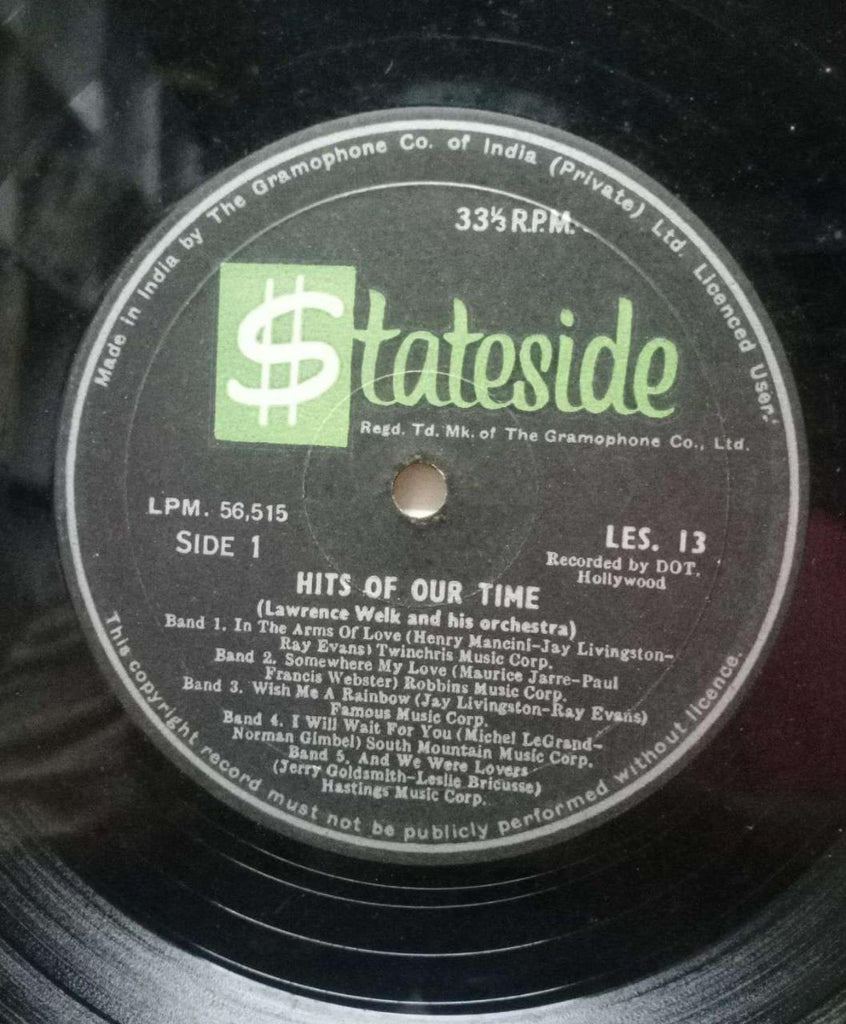 Made in India by The Gramophone Co. of India (Private) Ltd. Licenced User.
33⅓ R.P.M.
$tateside
Regd. Td. Mk. of The Gramophone Co., Ltd.
LPM. 56,515
SIDE 1
LES. 13
Recorded by DOT.
Hollywood
HITS OF OUR TIME
(Lawrence Welk and his orchestra)
Band 1. In The Arms Of Love (Henry Mancini-Jay Livingston-
Ray Evans) Twinchris Music Corp.
Band 2. Somewhere My Love (Maurice Jarre-Paul
Francis Webster) Robbins Music Corp.
Band 3. Wish Me A Rainbow (Jay Livingston-Ray Evans)
Famous Music Corp.
Band 4. I Will Wait For You (Michel LeGrand-
Norman Gimbel) South Mountain Music Corp.
Band 5. And We Were Lovers
(Jerry Goldsmith-Leslie Bricusse)
Hastings Music Corp.
This copyright record must not be publicly performed without licence.